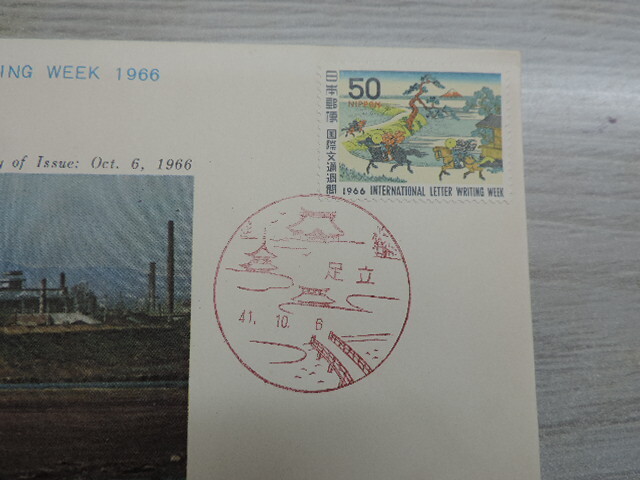 ING WEEK 1966
y of Issue: Oct. 6, 1966
50
NIPPON
日本郵便 国際文通週間
1966 INTERNATIONAL LETTER WRITING WEEK
足立
41. 10. 6